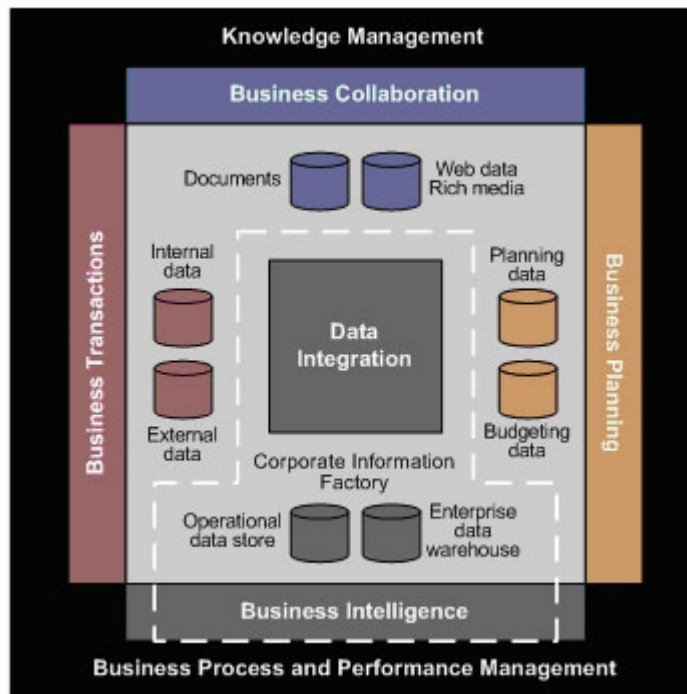 Knowledge Management
Business Collaboration
Documents
Web data
Rich media
Business Transactions
Internal
data
External
data
Data
Integration
Planning
data
Budgeting
data
Business Planning
Corporate Information
Factory
Operational
data store
Enterprise
data
warehouse
Business Intelligence
Business Process and Performance Management